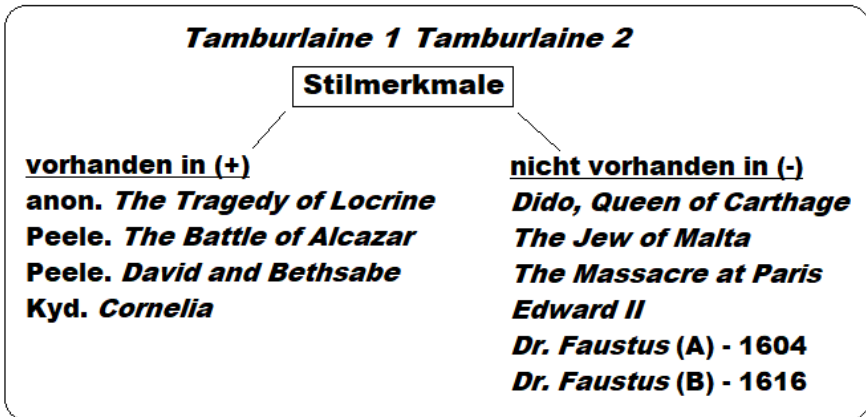 Tamburlaine 1 Tamburlaine 2
Stilmerkmale
vorhanden in (+)
anon. The Tragedy of Locrine
Peele. The Battle of Alcazar
Peele. David and Bethsabe
Kyd. Cornelia
nicht vorhanden in (-)
Dido, Queen of Carthage
The Jew of Malta
The Massacre at Paris
Edward II
Dr. Faustus (A) - 1604
Dr. Faustus (B) - 1616